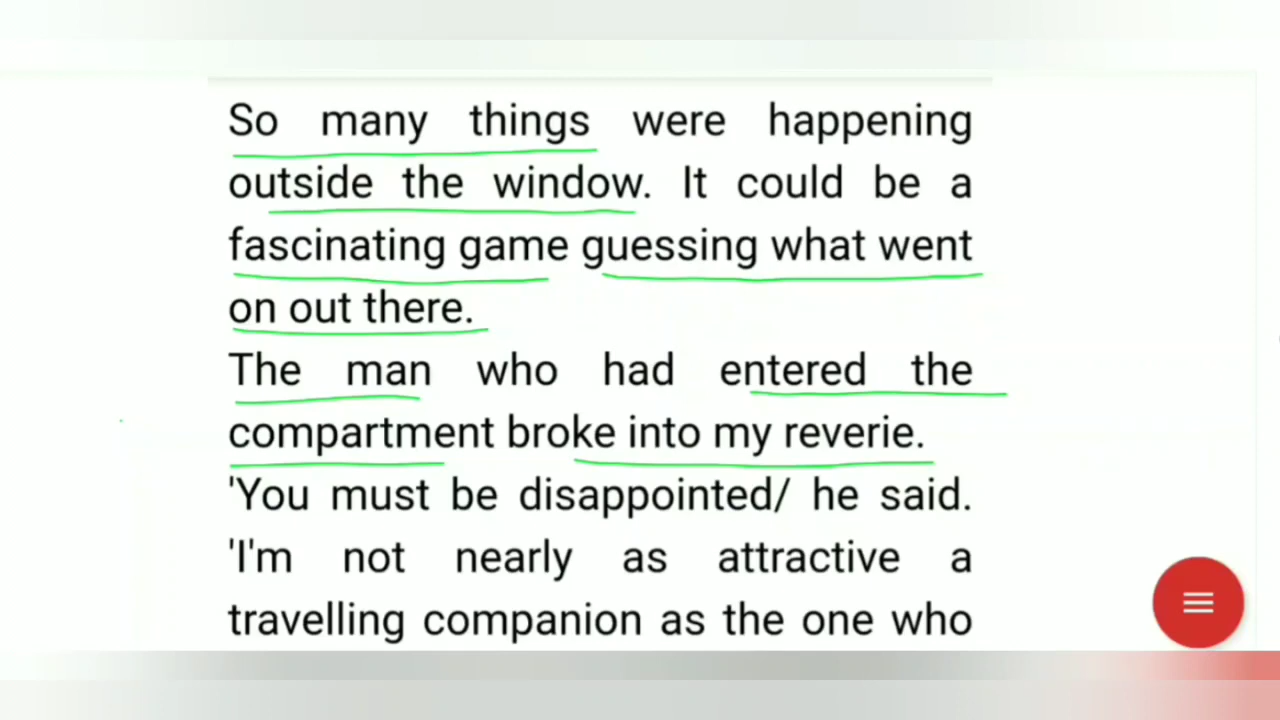 So many things were happening
outside the window. It could be a
fascinating game guessing what went
on out there.
The man who had entered the
compartment broke into my reverie.
'You must be disappointed/ he said.
'I'm not nearly as attractive a
travelling companion as the one who